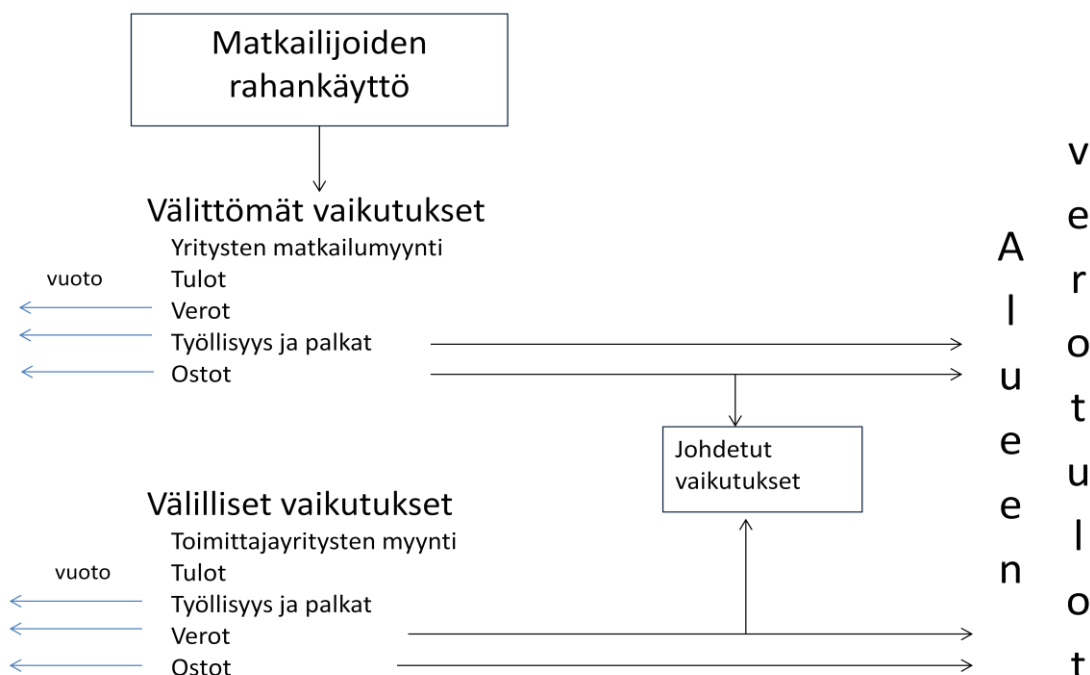 Matkailijoiden
rahankäyttö
Välittömät vaikutukset
Yritysten matkailumyynti
vuoto
Tulot
Verot
Työllisyys ja palkat
Ostot
Johdetut
vaikutukset
Välilliset vaikutukset
Toimittajayritysten myynti
vuoto
Tulot
Työllisyys ja palkat
Verot
Ostot
Alueen
verotulot